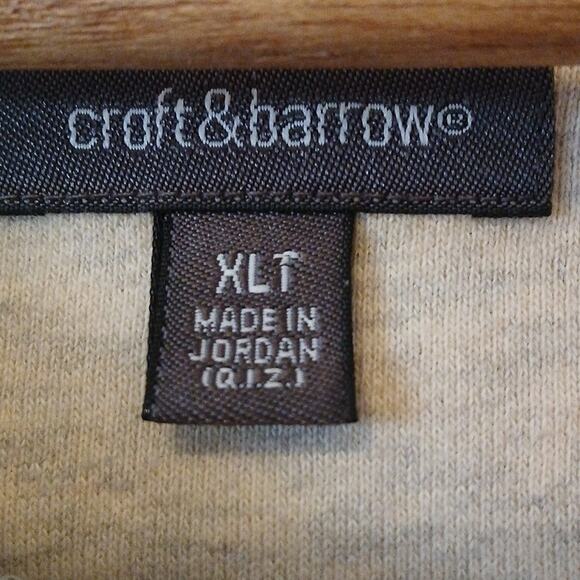 croft&barrow®
XLT
MADE IN
JORDAN
(Q.I.Z.)